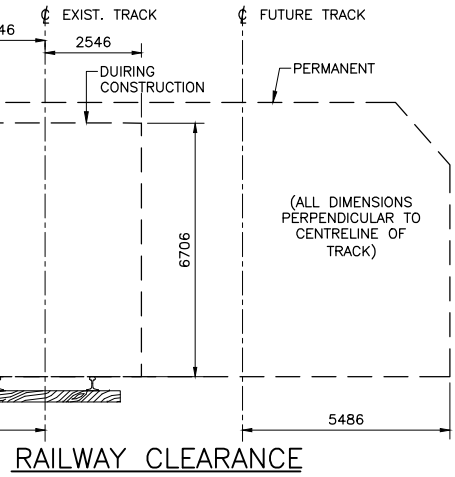 ℄ EXIST. TRACK
℄ FUTURE TRACK
46
2546
DUIRING
CONSTRUCTION
PERMANENT
(ALL DIMENSIONS
PERPENDICULAR TO
CENTRELINE OF
TRACK)
6706
5486
RAILWAY CLEARANCE